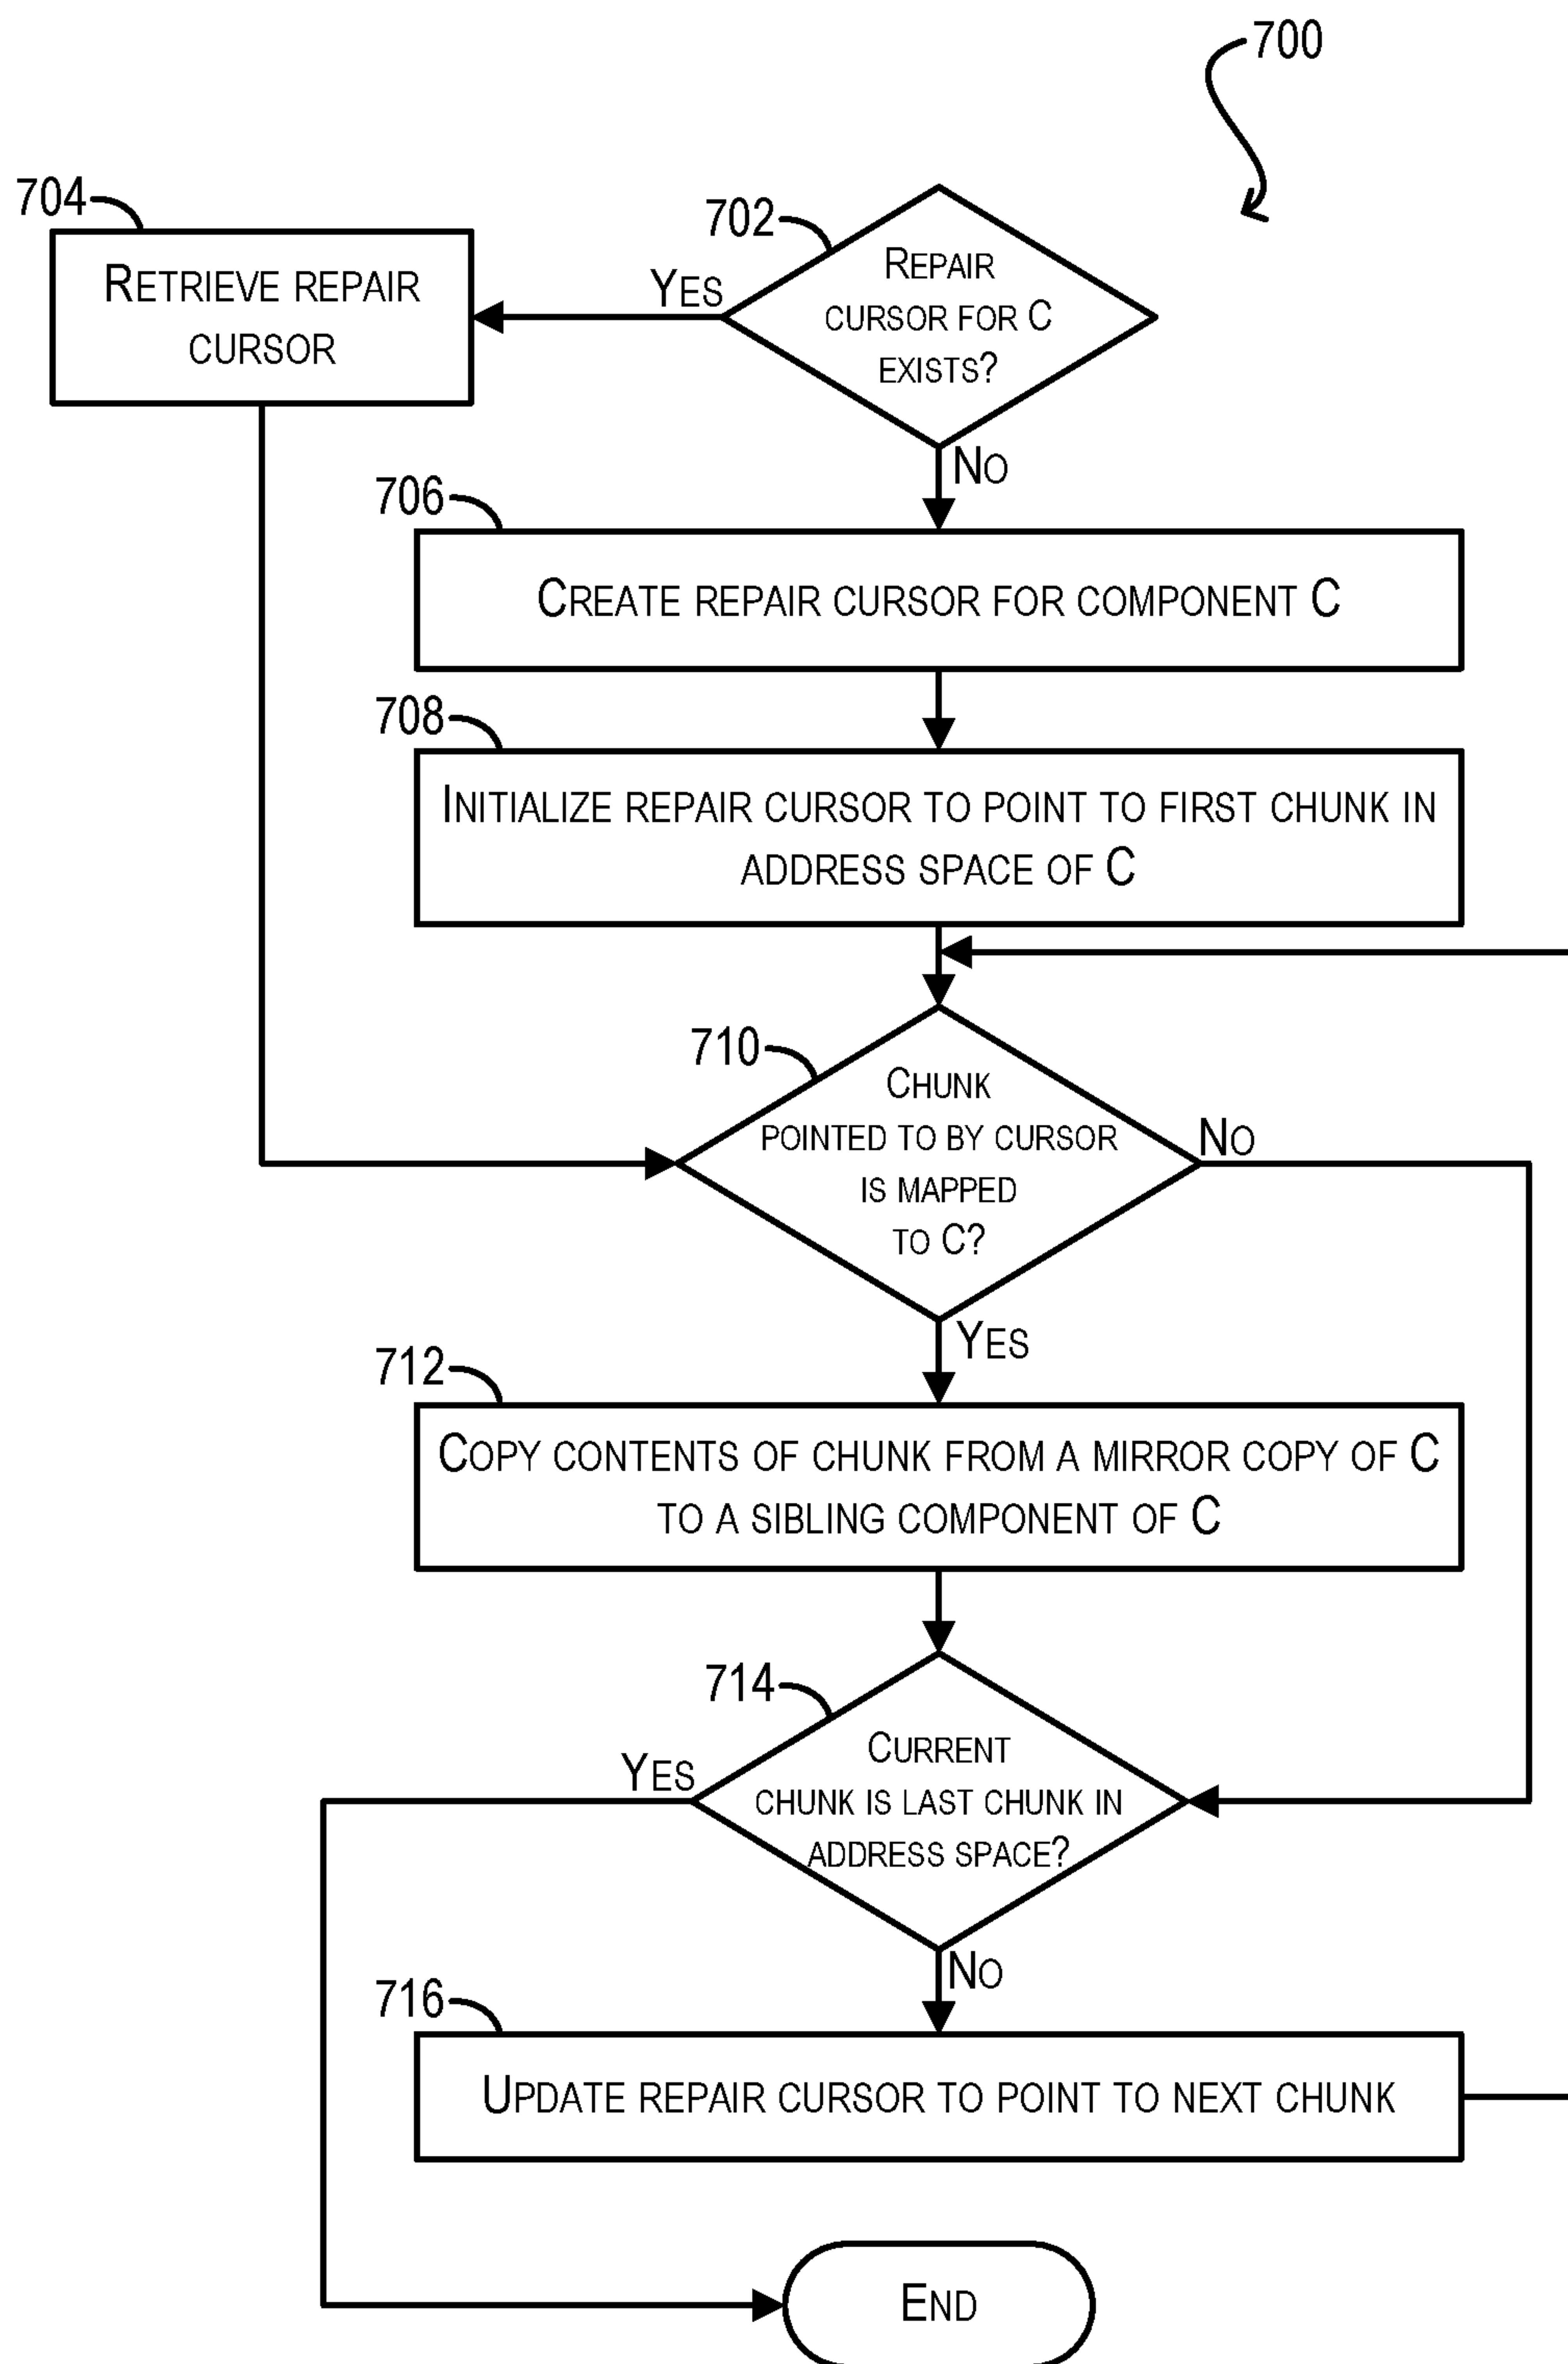 700
704
702
REPAIR
CURSOR FOR C
EXISTS?
YES
RETRIEVE REPAIR
CURSOR
NO
706
CREATE REPAIR CURSOR FOR COMPONENT C
708
INITIALIZE REPAIR CURSOR TO POINT TO FIRST CHUNK IN
ADDRESS SPACE OF C
710
CHUNK
POINTED TO BY CURSOR
IS MAPPED
TO C?
NO
YES
712
COPY CONTENTS OF CHUNK FROM A MIRROR COPY OF C
TO A SIBLING COMPONENT OF C
714
CURRENT
CHUNK IS LAST CHUNK IN
ADDRESS SPACE?
YES
NO
716
UPDATE REPAIR CURSOR TO POINT TO NEXT CHUNK
END